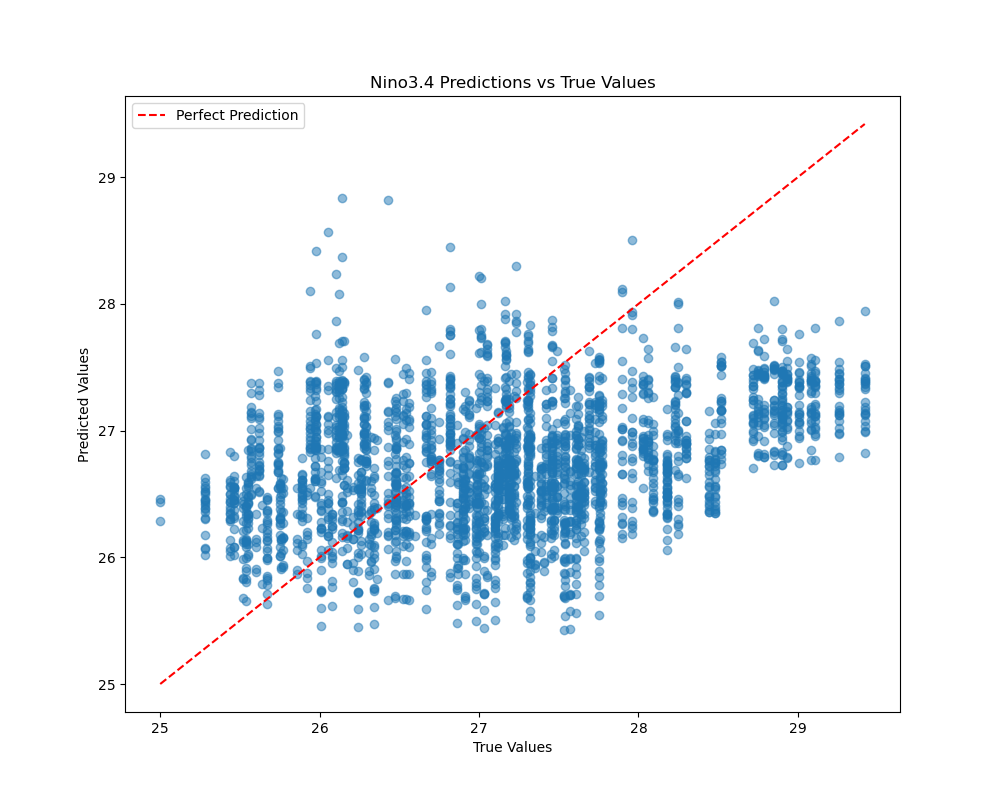 Nino3.4 Predictions vs True Values
Perfect Prediction
Predicted Values
29
28
27
26
25
25 26 27 28 29
True Values